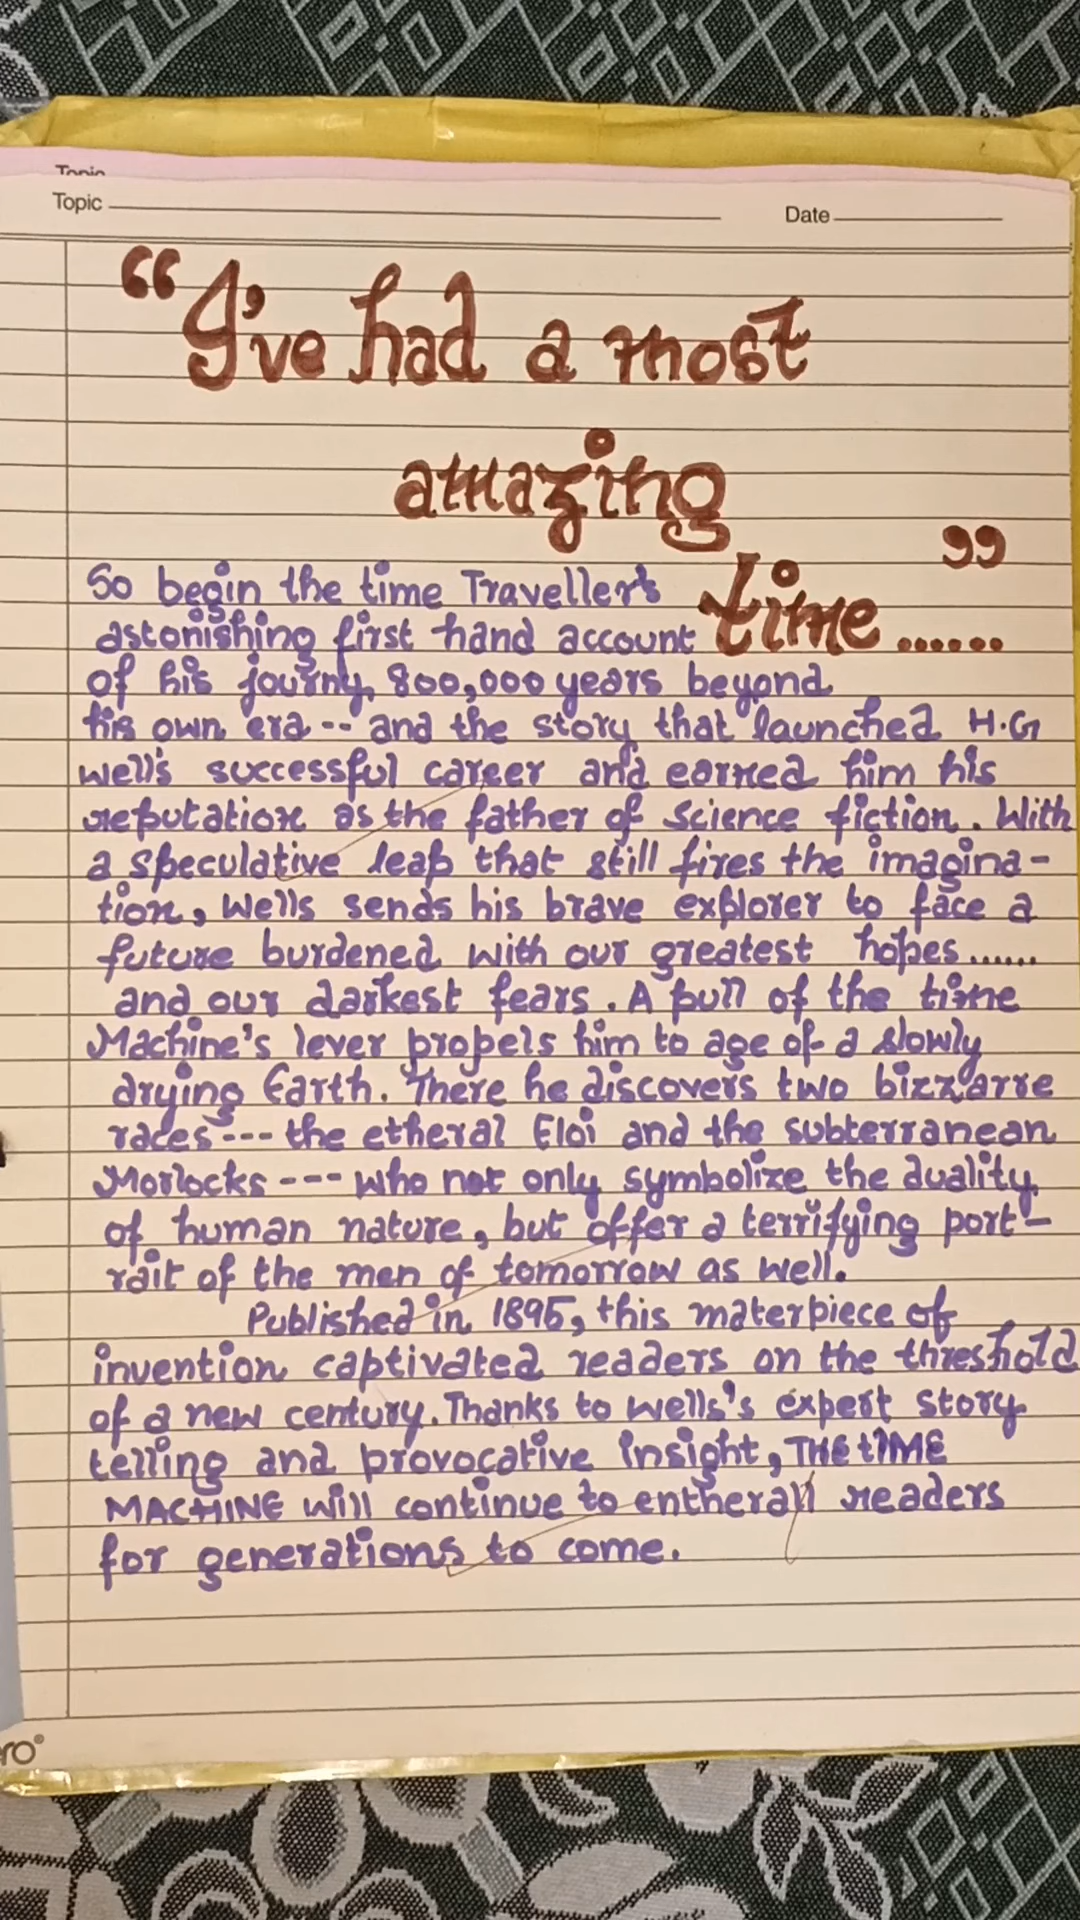 Topic
Topic Date
“I've had a most
amazing
time......”
So begin the time Traveller's
astonishing first hand account
of his journy 800,000 years beyond
his own era -- and the story that launched H.G
Well's successful career and earned him his
reputation as the father of science fiction. With
a speculative leap that still fires the imagina-
tion, Wells sends his brave explorer to face a
future burdened with our greatest hopes......
and our darkest fears. A pull of the time
Machine's lever propels him to age of a slowly
drying Earth. There he discovers two bizzarre
races --- the etheral Eloi and the subterranean
Morlocks --- who not only symbolize the duality
of human nature, but offer a terrifying port-
rait of the men of tomorrow as well.
Published in 1895, this materpiece of
invention captivated readers on the threshold
of a new century. Thanks to wells's expert story
telling and provocative insight, THE tIME
MACHINE will continue to entherall readers
for generations to come.
ro®